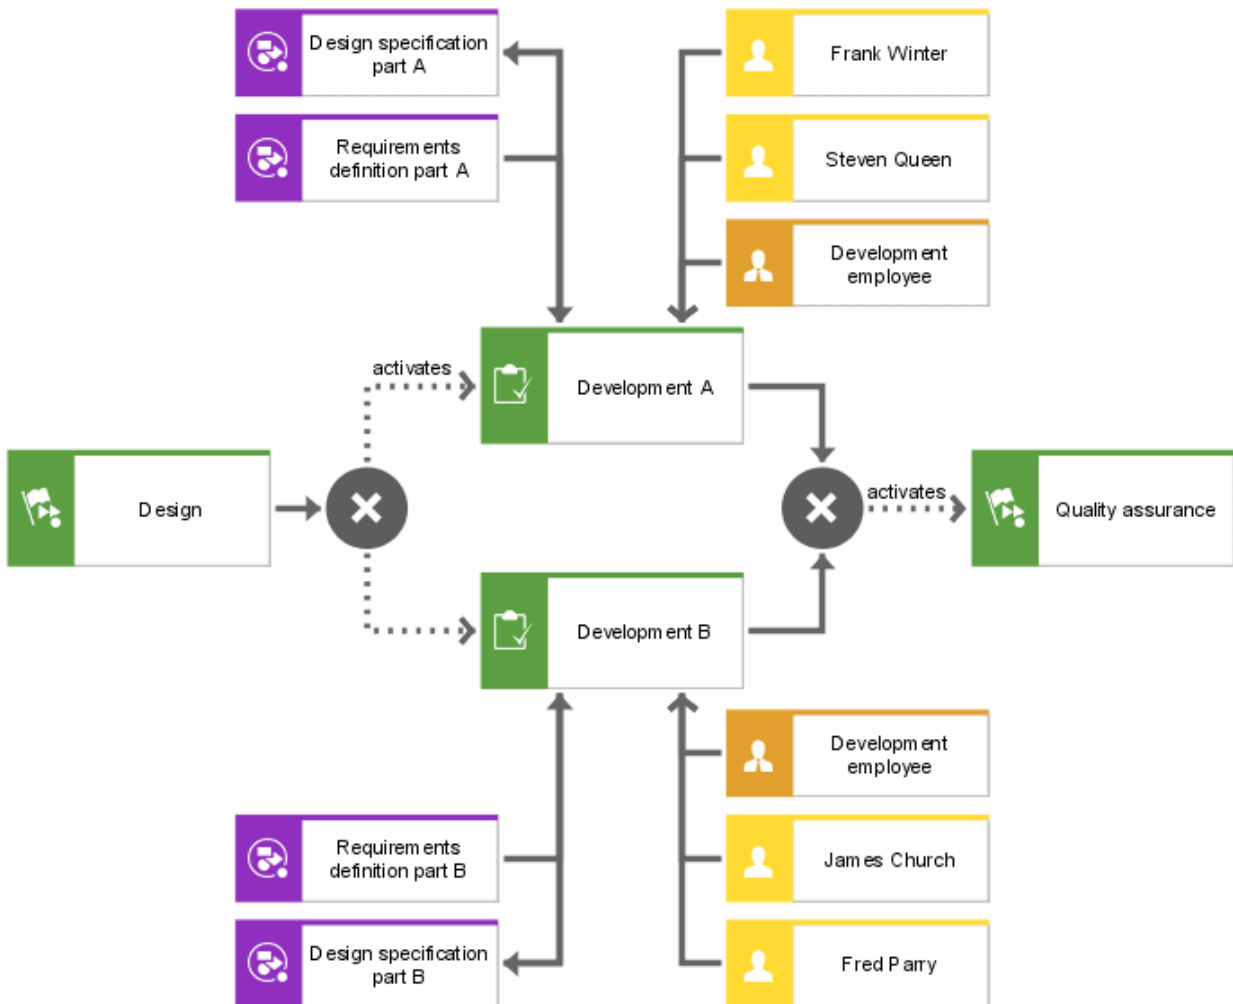 Design specification
part A
Frank Winter
Requirements
definition part A
Steven Queen
Development
employee
activates
Development A
Design
activates
Quality assurance
Development B
Development
employee
Requirements
definition part B
James Church
Design specification
part B
Fred Parry